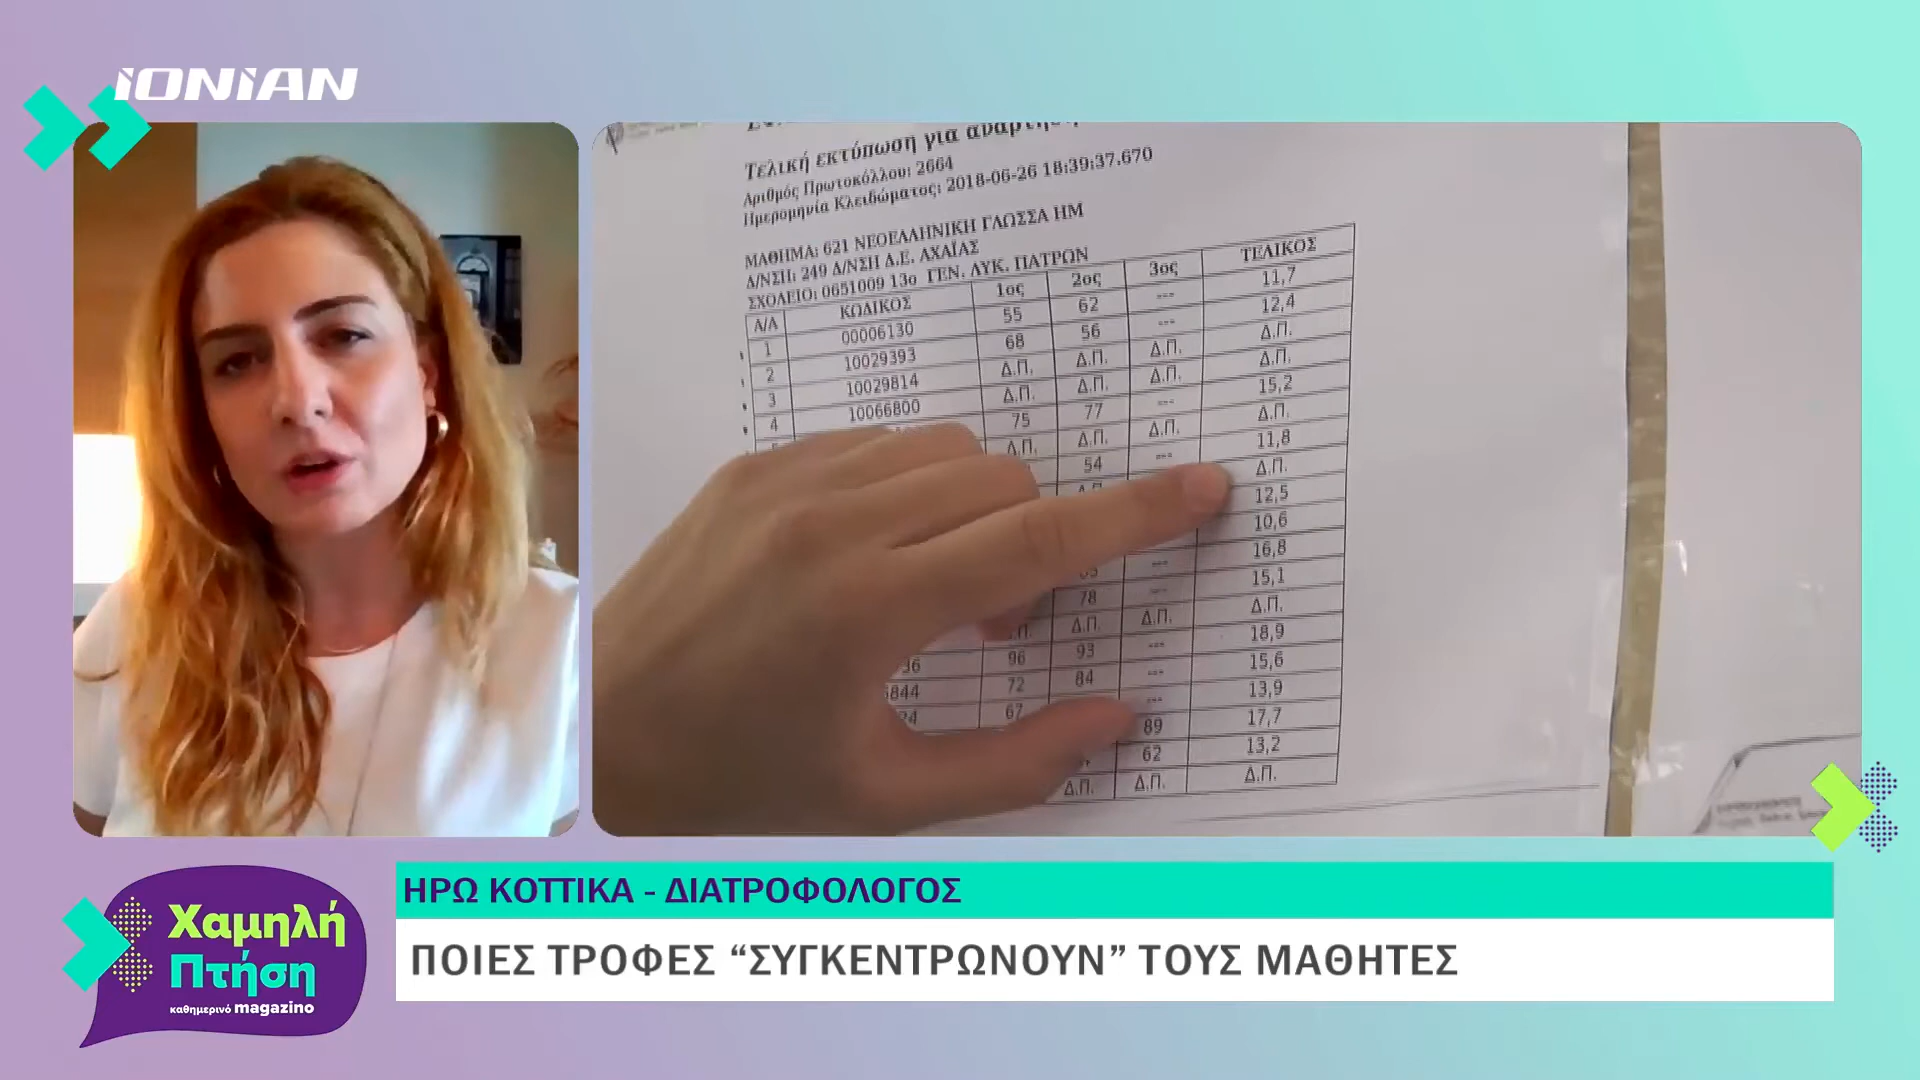 iONiAN
Τελική εκτύπωση για ανάρτηση
Αριθμός Πρωτοκόλλου: 2664
Ημερομηνία Κλειδώματος: 2018-06-26 18:39:37.670
ΜΑΘΗΜΑ: 621 ΝΕΟΕΛΛΗΝΙΚΗ ΓΛΩΣΣΑ ΗΜ
Δ/ΝΣΗ: 249 Δ/ΝΣΗ Δ.Ε. ΑΧΑΪΑΣ
ΣΧΟΛΕΙΟ: 0651009 13ο ΓΕΝ. ΛΥΚ. ΠΑΤΡΩΝ
Α/Α ΚΩΔΙΚΟΣ 1ος 2ος 3ος ΤΕΛΙΚΟΣ
1 00006130 55 62 --- 11,7
2 10029393 68 56 --- 12,4
3 10029814 Δ.Π. Δ.Π. Δ.Π. Δ.Π.
4 10066800 Δ.Π. Δ.Π. Δ.Π. Δ.Π.
75 77 --- 15,2
Δ.Π. Δ.Π. Δ.Π. Δ.Π.
54 --- 11,8
Δ.Π.
12,5
10,6
--- 16,8
78 --- 15,1
Δ.Π. Δ.Π. Δ.Π.
36 96 93 --- 18,9
844 72 84 --- 15,6
24 67 --- 13,9
89 17,7
62 13,2
Δ.Π. Δ.Π. Δ.Π.
ΗΡΩ ΚΟΤΤΙΚΑ - ΔΙΑΤΡΟΦΟΛΟΓΟΣ
ΠΟΙΕΣ ΤΡΟΦΕΣ “ΣΥΓΚΕΝΤΡΩΝΟΥΝ” ΤΟΥΣ ΜΑΘΗΤΕΣ
Χαμηλή
Πτήση
καθημερινό magazino